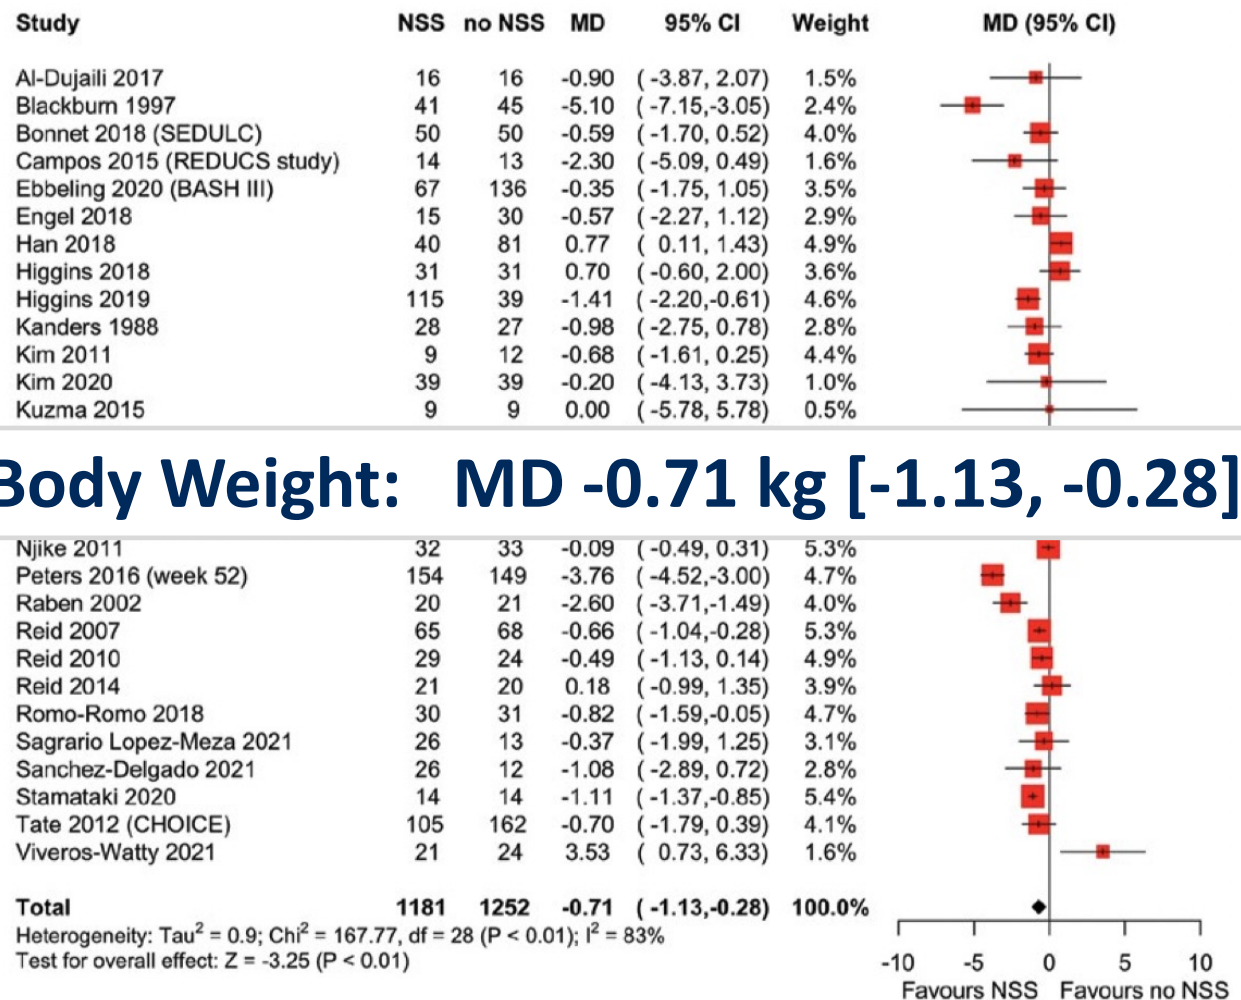 Study NSS no NSS MD 95% CI Weight MD (95% CI)
Al-Dujaili 2017 16 16 -0.90 ( -3.87, 2.07) 1.5%
Blackburn 1997 41 45 -5.10 ( -7.15,-3.05) 2.4%
Bonnet 2018 (SEDULC) 50 50 -0.59 ( -1.70, 0.52) 4.0%
Campos 2015 (REDUCS study) 14 13 -2.30 ( -5.09, 0.49) 1.6%
Ebbeling 2020 (BASH III) 67 136 -0.35 ( -1.75, 1.05) 3.5%
Engel 2018 15 30 -0.57 ( -2.27, 1.12) 2.9%
Han 2018 40 81 0.77 ( 0.11, 1.43) 4.9%
Higgins 2018 31 31 0.70 ( -0.60, 2.00) 3.6%
Higgins 2019 115 39 -1.41 ( -2.20,-0.61) 4.6%
Kanders 1988 28 27 -0.98 ( -2.75, 0.78) 2.8%
Kim 2011 9 12 -0.68 ( -1.61, 0.25) 4.4%
Kim 2020 39 39 -0.20 ( -4.13, 3.73) 1.0%
Kuzma 2015 9 9 0.00 ( -5.78, 5.78) 0.5%
Body Weight: MD -0.71 kg [-1.13, -0.28]
Njike 2011 32 33 -0.09 ( -0.49, 0.31) 5.3%
Peters 2016 (week 52) 154 149 -3.76 ( -4.52,-3.00) 4.7%
Raben 2002 20 21 -2.60 ( -3.71,-1.49) 4.0%
Reid 2007 65 68 -0.66 ( -1.04,-0.28) 5.3%
Reid 2010 29 24 -0.49 ( -1.13, 0.14) 4.9%
Reid 2014 21 20 0.18 ( -0.99, 1.35) 3.9%
Romo-Romo 2018 30 31 -0.82 ( -1.59,-0.05) 4.7%
Sagrario Lopez-Meza 2021 26 13 -0.37 ( -1.99, 1.25) 3.1%
Sanchez-Delgado 2021 26 12 -1.08 ( -2.89, 0.72) 2.8%
Stamataki 2020 14 14 -1.11 ( -1.37,-0.85) 5.4%
Tate 2012 (CHOICE) 105 162 -0.70 ( -1.79, 0.39) 4.1%
Viveros-Watty 2021 21 24 3.53 ( 0.73, 6.33) 1.6%
Total 1181 1252 -0.71 ( -1.13,-0.28) 100.0%
Heterogeneity: Tau² = 0.9; Chi² = 167.77, df = 28 (P < 0.01); I² = 83%
Test for overall effect: Z = -3.25 (P < 0.01)
-10 -5 0 5 10
Favours NSS Favours no NSS